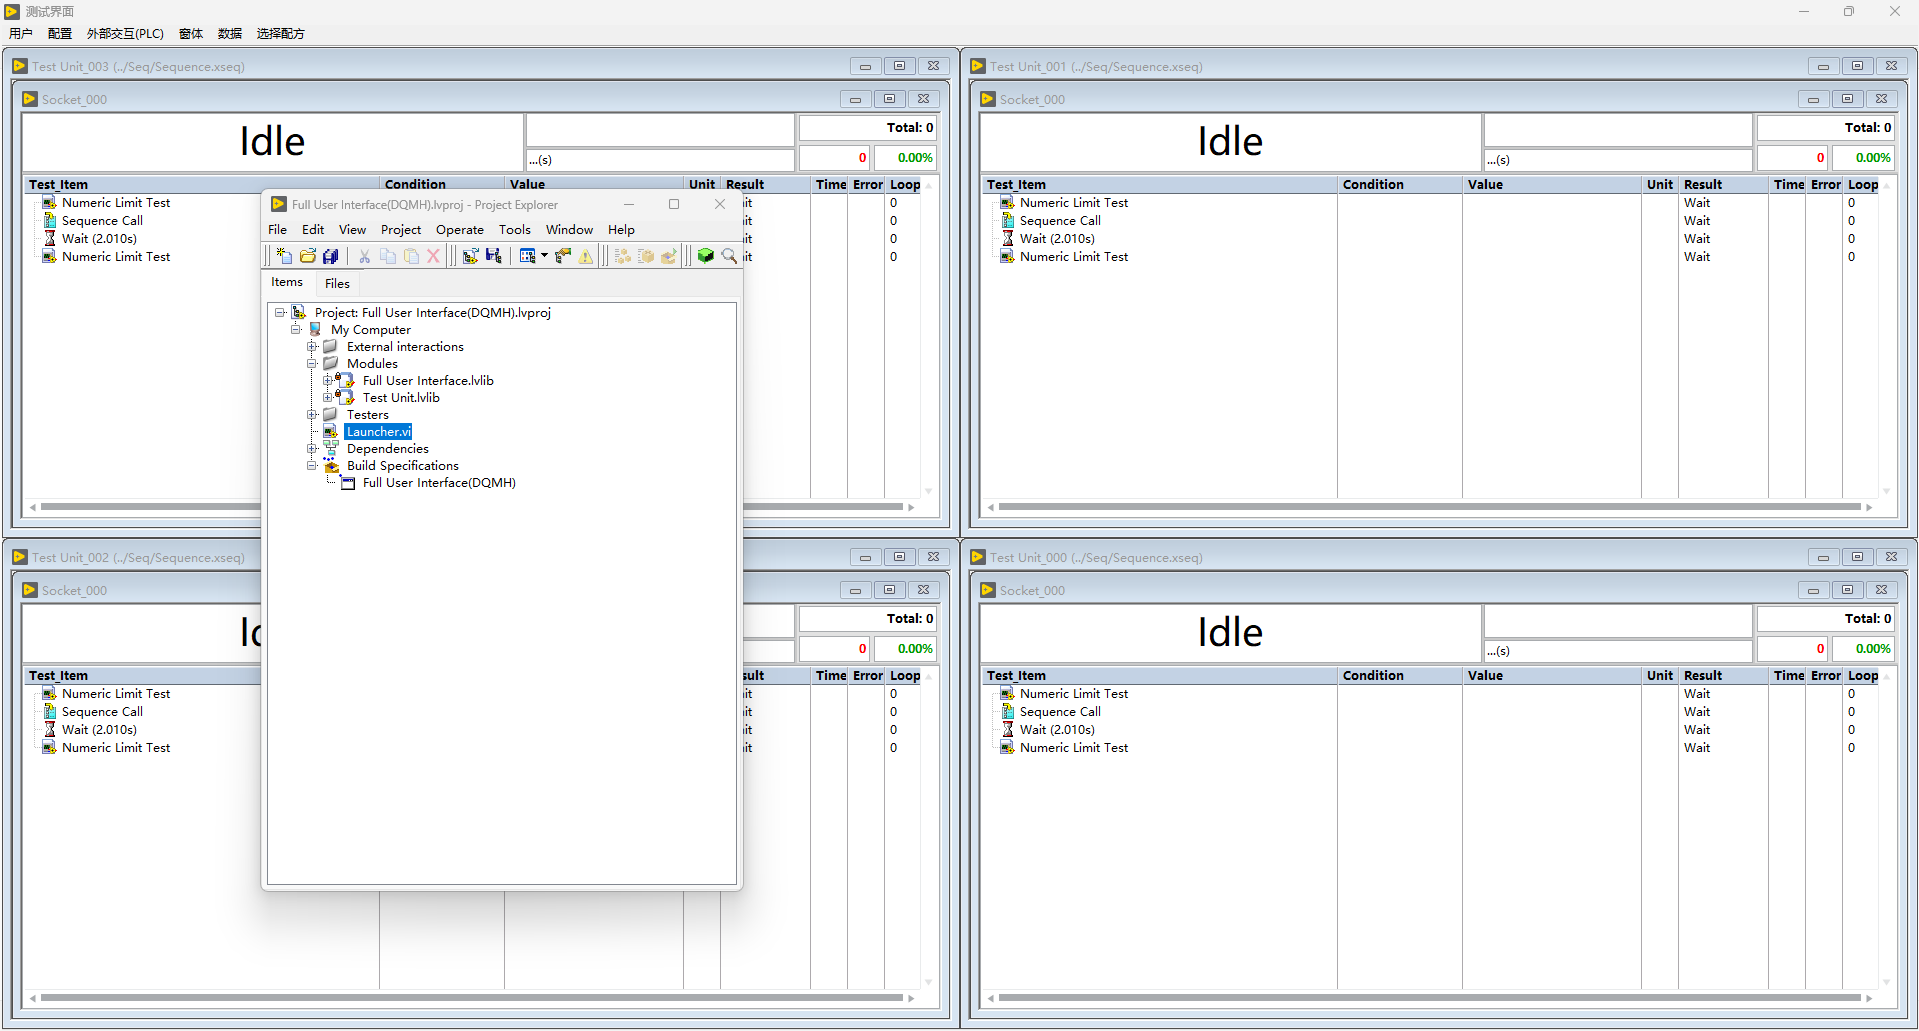 测试界面
用户 配置 外部交互(PLC) 窗体 数据 选择配方
Test Unit_003 (../Seq/Sequence.xseq)
Socket_000
Idle
...(s)
Total: 0
0 0.00%
Test_Item Condition Value Unit Result Time Error Loop
Numeric Limit Test 0
Sequence Call 0
Wait (2.010s) 0
Numeric Limit Test 0
Test Unit_001 (../Seq/Sequence.xseq)
Socket_000
Idle
...(s)
Total: 0
0 0.00%
Test_Item Condition Value Unit Result Time Error Loop
Numeric Limit Test Wait 0
Sequence Call Wait 0
Wait (2.010s) Wait 0
Numeric Limit Test Wait 0
Full User Interface(DQMH).lvproj - Project Explorer
File Edit View Project Operate Tools Window Help
Items Files
Project: Full User Interface(DQMH).lvproj
My Computer
External interactions
Modules
Full User Interface.lvlib
Test Unit.lvlib
Testers
Launcher.vi
Dependencies
Build Specifications
Full User Interface(DQMH)
Test Unit_002 (../Seq/Sequence.xseq)
Socket_000
Total: 0
0 0.00%
Test_Item Time Error Loop
Numeric Limit Test 0
Sequence Call 0
Wait (2.010s) 0
Numeric Limit Test 0
Test Unit_000 (../Seq/Sequence.xseq)
Socket_000
Idle
...(s)
Total: 0
0 0.00%
Test_Item Condition Value Unit Result Time Error Loop
Numeric Limit Test Wait 0
Sequence Call Wait 0
Wait (2.010s) Wait 0
Numeric Limit Test Wait 0